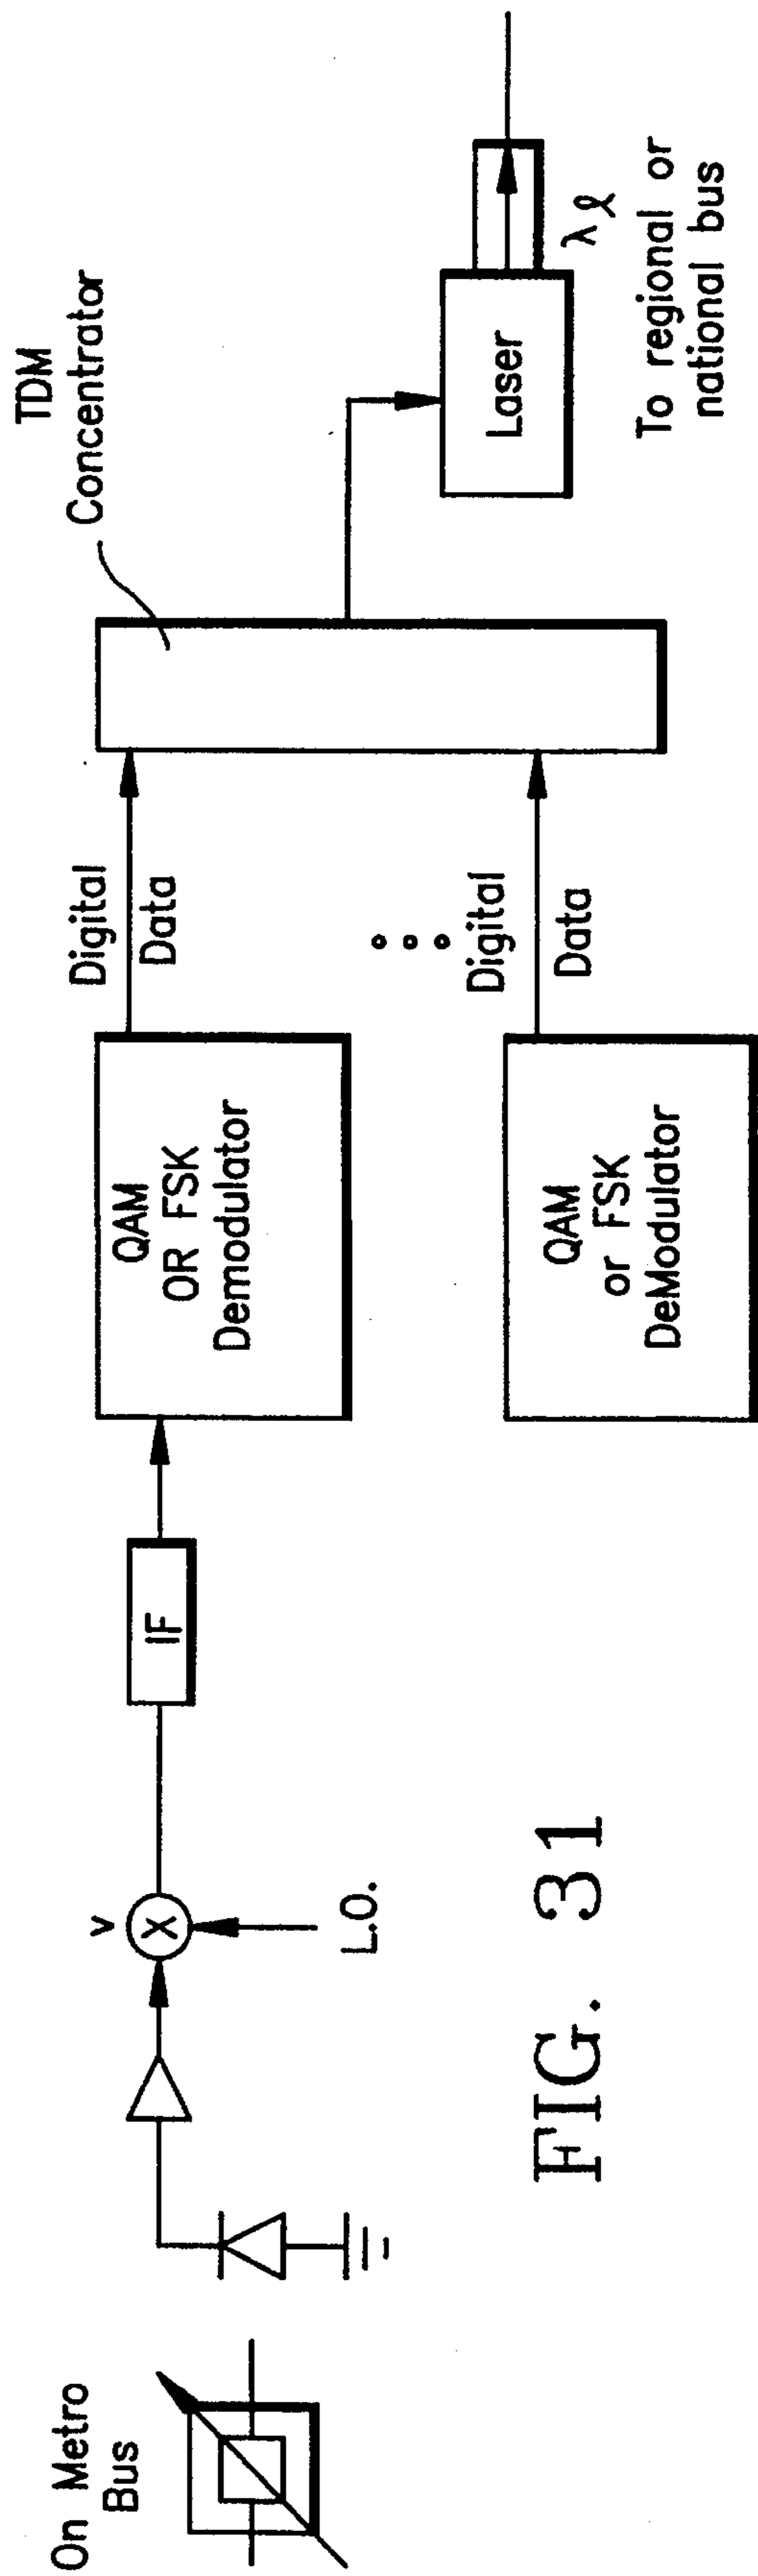 On Metro
Bus
v
X
L.O.
IF
QAM
OR FSK
Demodulator
Digital
Data
QAM
or FSK
DeModulator
Digital
Data
TDM
Concentrator
Laser
λℓ
To regional or
national bus
FIG. 31